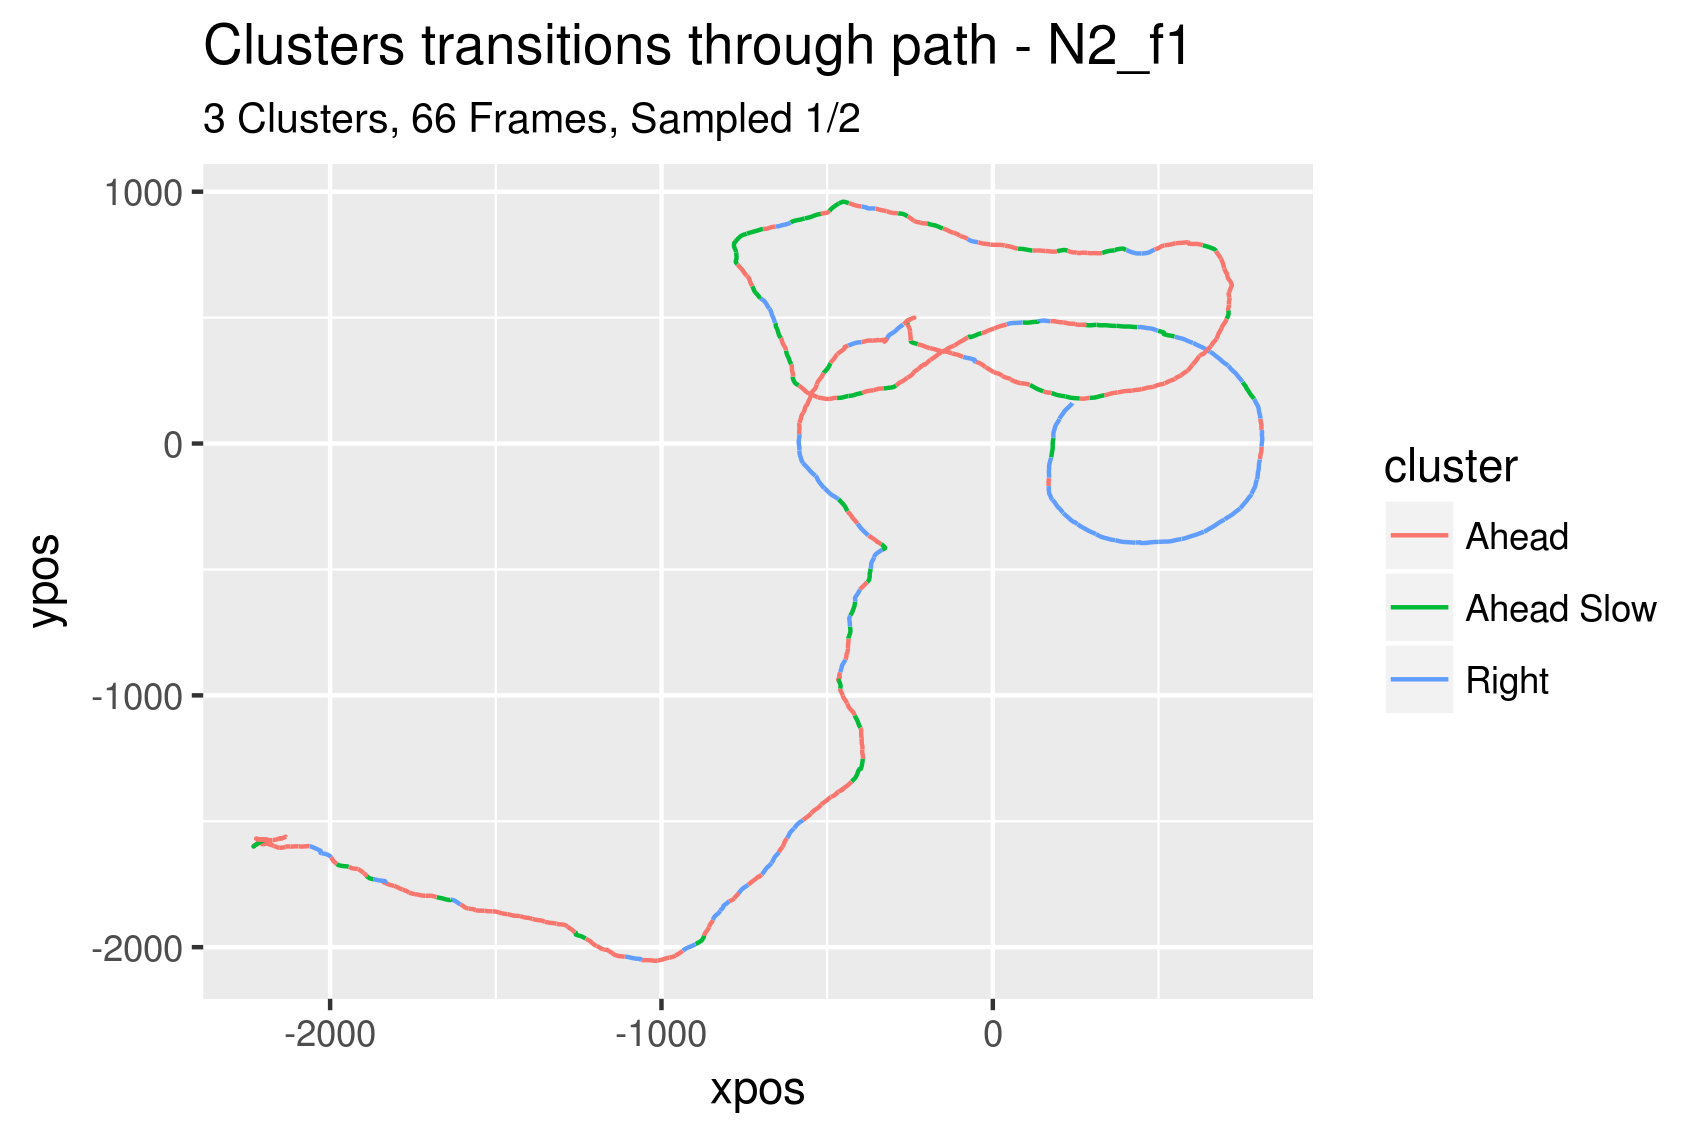 Clusters transitions through path - N2_f1
3 Clusters, 66 Frames, Sampled 1/2
1000
0
-1000
-2000
ypos
-2000
-1000
0
xpos
cluster
Ahead
Ahead Slow
Right